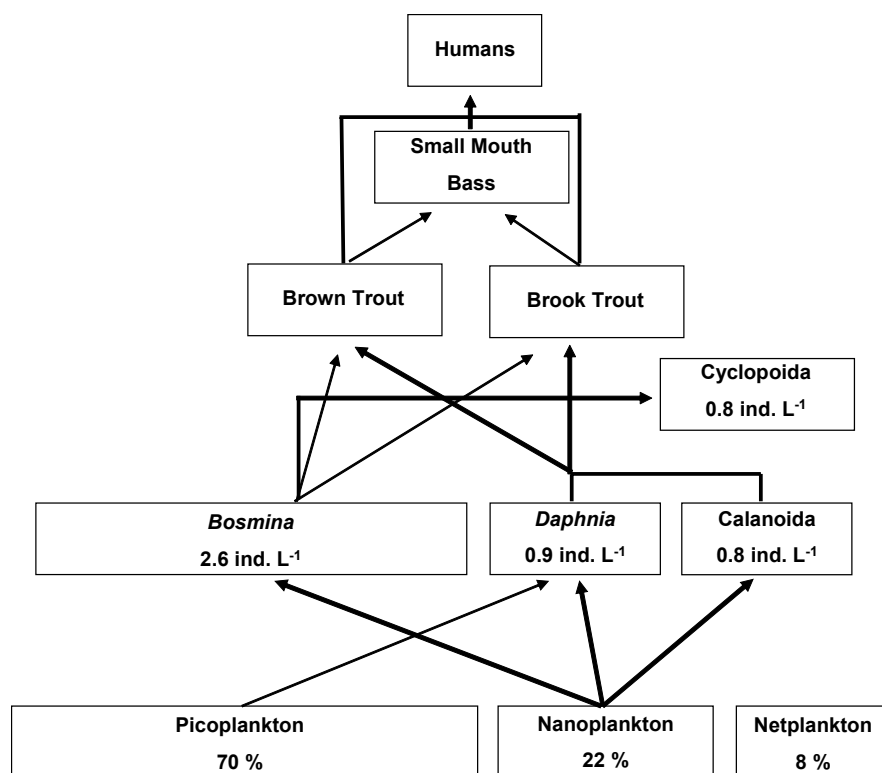 Humans
Small Mouth
Bass
Brown Trout
Brook Trout
Cyclopoida
0.8 ind. L⁻¹
Bosmina
2.6 ind. L⁻¹
Daphnia
0.9 ind. L⁻¹
Calanoida
0.8 ind. L⁻¹
Picoplankton
70 %
Nanoplankton
22 %
Netplankton
8 %